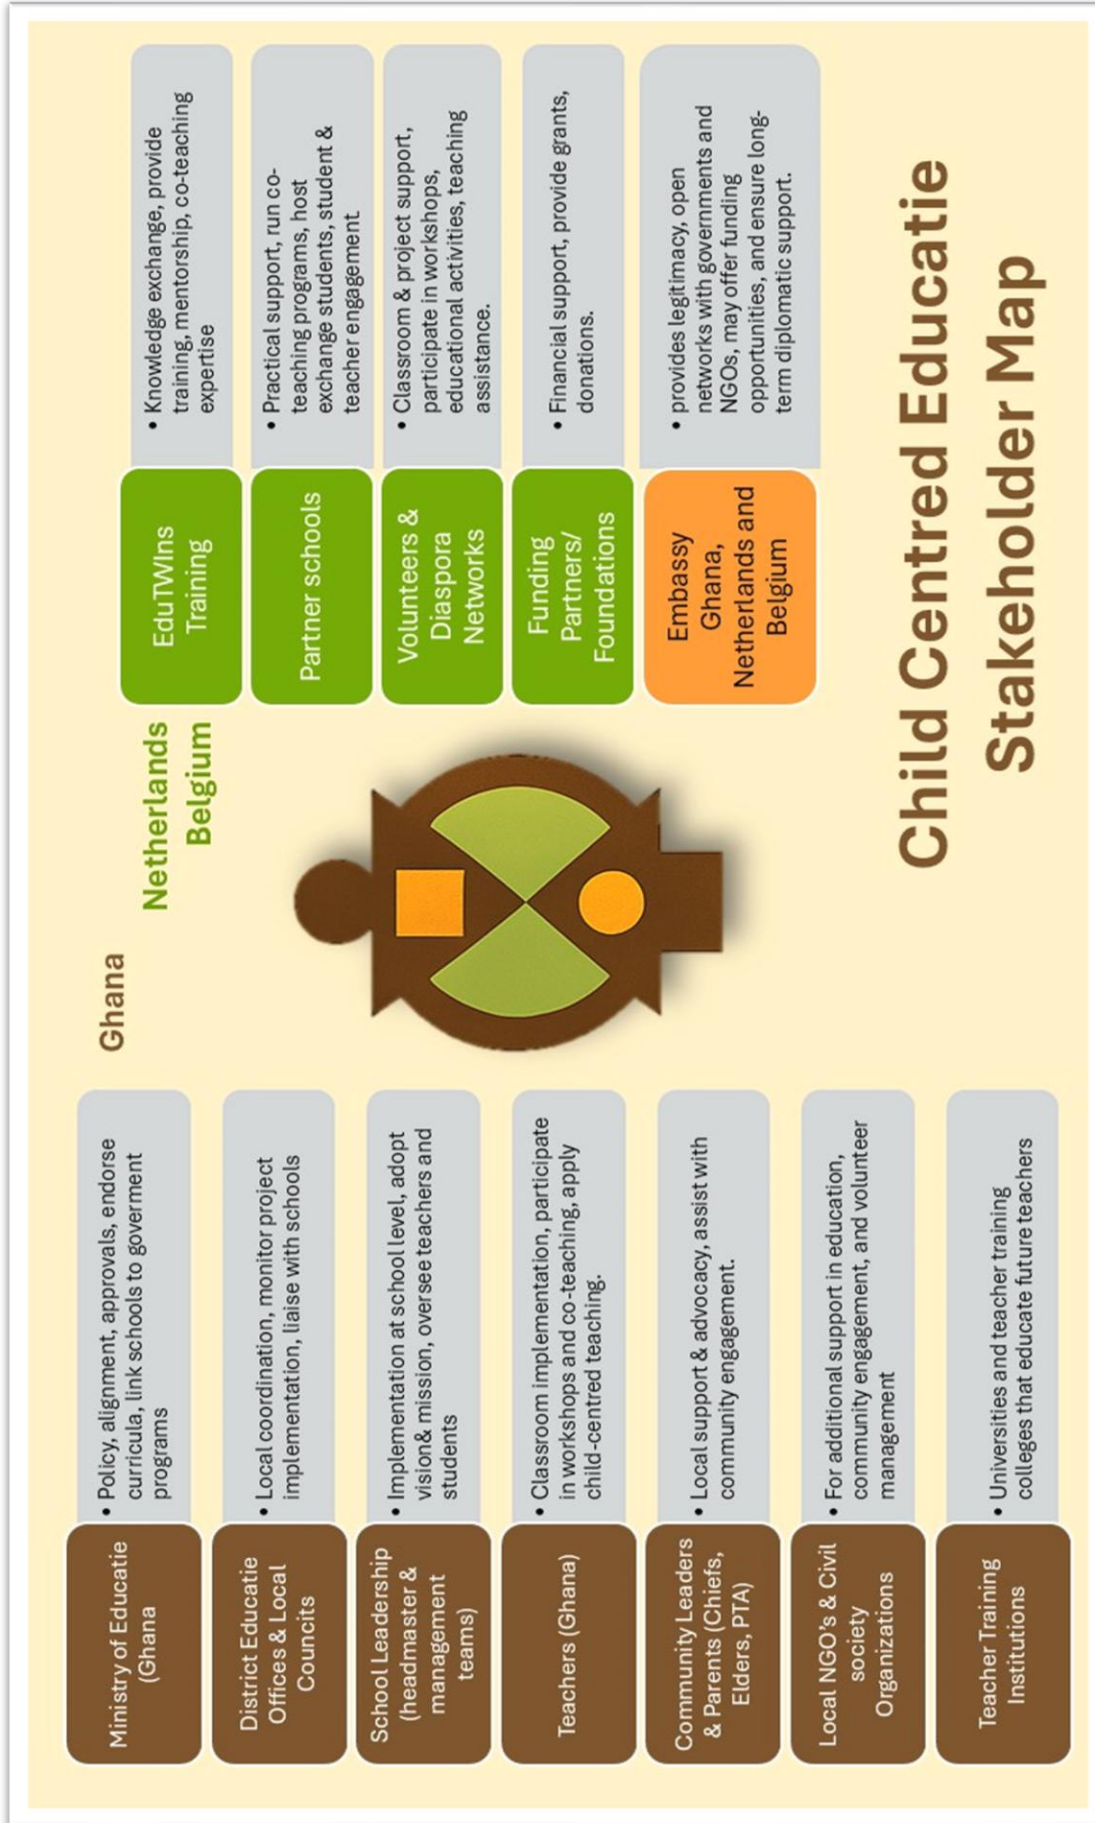 Ghana
Ministry of Educatie
(Ghana
• Policy, alignment, approvals, endorse
curricula, link schools to government
programs
District Educatie
Offices & Local
Councits
• Local coordination, monitor project
implementation, liaise with schools
School Leadership
(headmaster &
management
teams)
• Implementation at school level, adopt
vision& mission, oversee teachers and
students
Teachers (Ghana)
• Classroom implementation, participate
in workshops and co-teaching, apply
child-centred teaching.
Community Leaders
& Parents (Chiefs,
Elders, PTA)
• Local support & advocacy, assist with
community engagement.
Local NGO's & Civil
society
Organizations
• For additional support in education,
community engagement, and volunteer
management
Teacher Training
Institutions
• Universities and teacher training
colleges that educate future teachers
Netherlands
Belgium
EduTWIns
Training
• Knowledge exchange, provide
training, mentorship, co-teaching
expertise
Partner schools
• Practical support, run co-
teaching programs, host
exchange students, student &
teacher engagement
Volunteers &
Diaspora
Networks
• Classroom & project support,
participate in workshops,
educational activities, teaching
assistance.
Funding
Partners/
Foundations
• Financial support, provide grants,
donations.
Embassy
Ghana,
Netherlands and
Belgium
• provides legitimacy, open
networks with governments and
NGOs, may offer funding
opportunities, and ensure long-
term diplomatic support.
Child Centred Educatie
Stakeholder Map